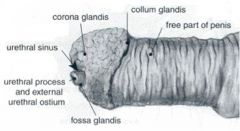 collum glandis
corona glandis
free part of penis
urethral sinus
urethral process
and external
urethral ostium
fossa glandis